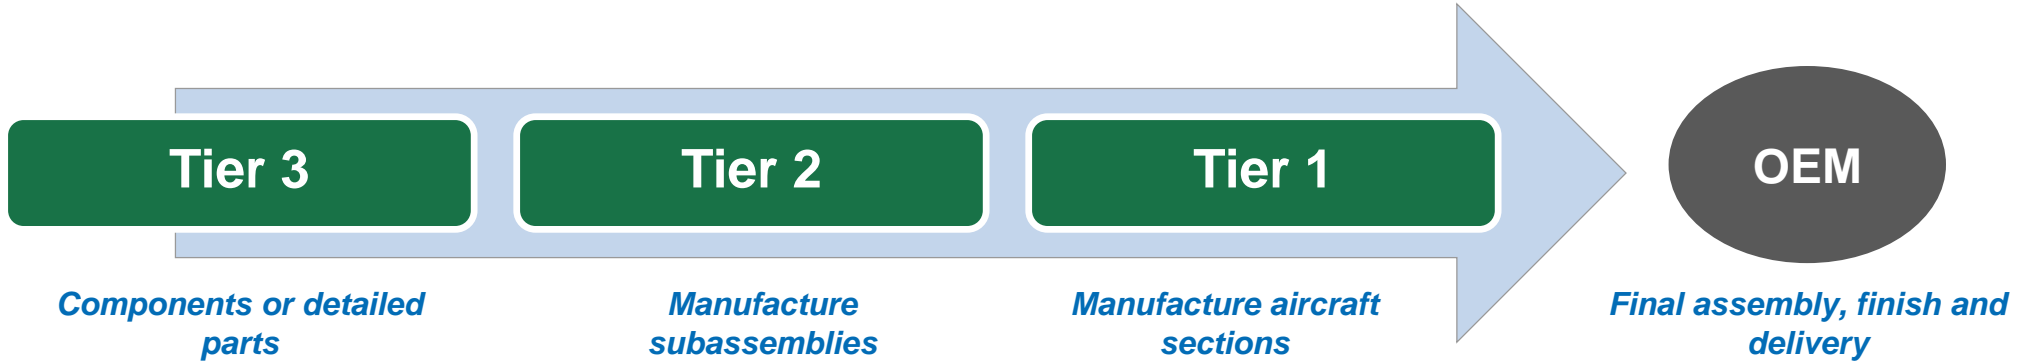 Tier 3
Tier 2
Tier 1
OEM
Components or detailed
parts
Manufacture
subassemblies
Manufacture aircraft
sections
Final assembly, finish and
delivery